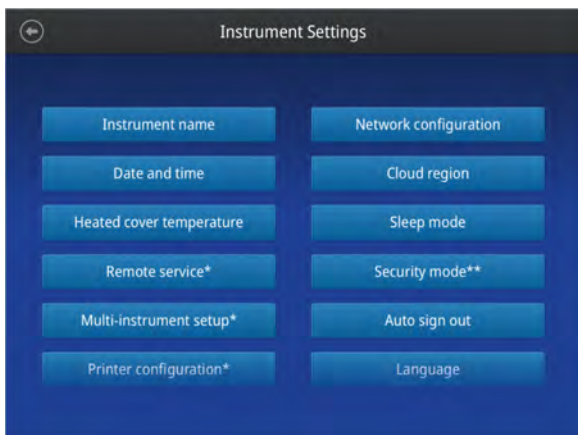 Instrument Settings
Instrument name
Network configuration
Date and time
Cloud region
Heated cover temperature
Sleep mode
Remote service*
Security mode**
Multi-instrument setup*
Auto sign out
Printer configuration*
Language